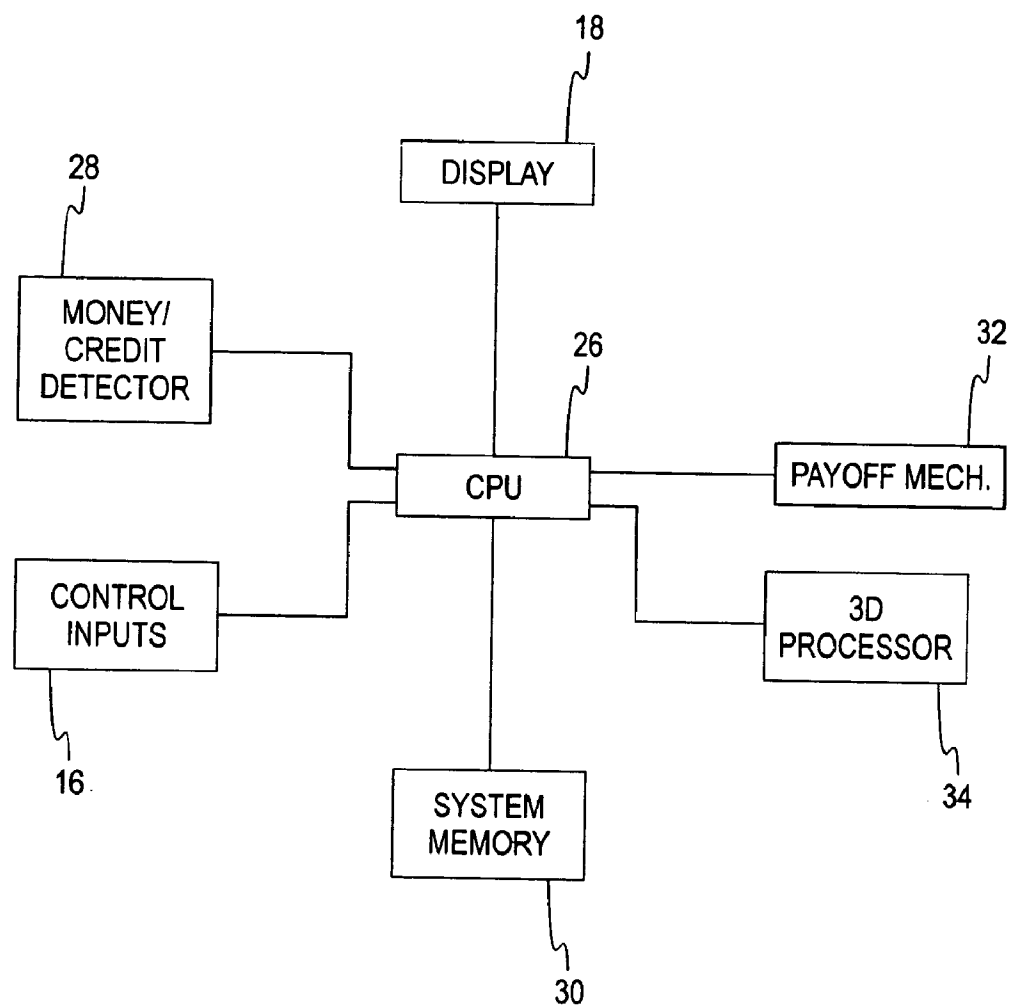 18
DISPLAY
28
MONEY/
CREDIT
DETECTOR
26
CPU
32
PAYOFF MECH.
CONTROL
INPUTS
16
3D
PROCESSOR
34
SYSTEM
MEMORY
30